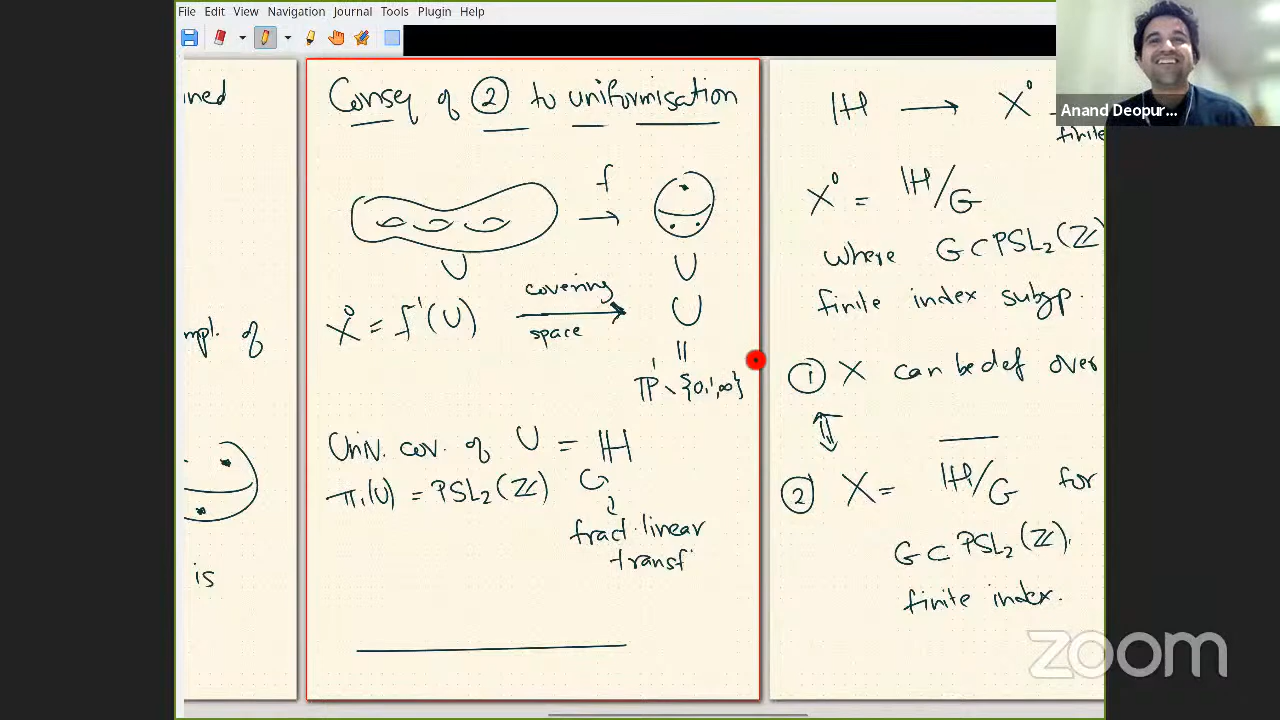 File Edit View Navigation Journal Tools Plugin Help
Anand Deopur...
ined
mpl. of
is
Conseq of ② to uniformisation
f
U
X° = f⁻¹(U) covering space U
||
P¹ \ {0,1,∞}
Univ. cov. of U = H
π₁(U) = PSL₂(Z)
fract. linear
transf.
H → X°
finite
X° = H/G
where G ⊂ PSL₂(Z)
finite index subgp.
① X can be def over
⇕
② X = H/G for
G ⊂ PSL₂(Z).
finite index.
zoom